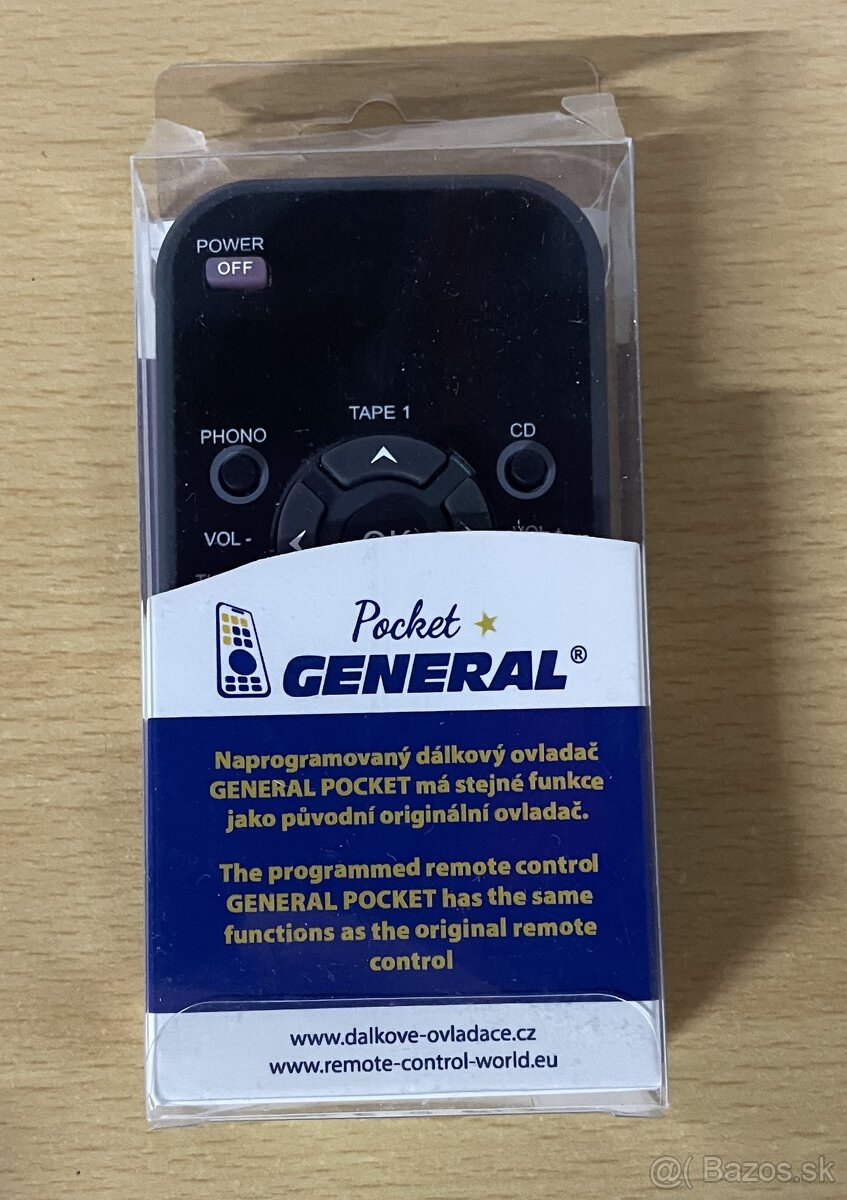 POWER
OFF
TAPE 1
PHONO
CD
VOL -
VOL +
OK
Pocket
GENERAL®
Naprogramovaný dálkový ovladač
GENERAL POCKET má stejné funkce
jako původní originální ovladač.
The programmed remote control
GENERAL POCKET has the same
functions as the original remote
control
www.dalkove-ovladace.cz
www.remote-control-world.eu
@( Bazos.sk